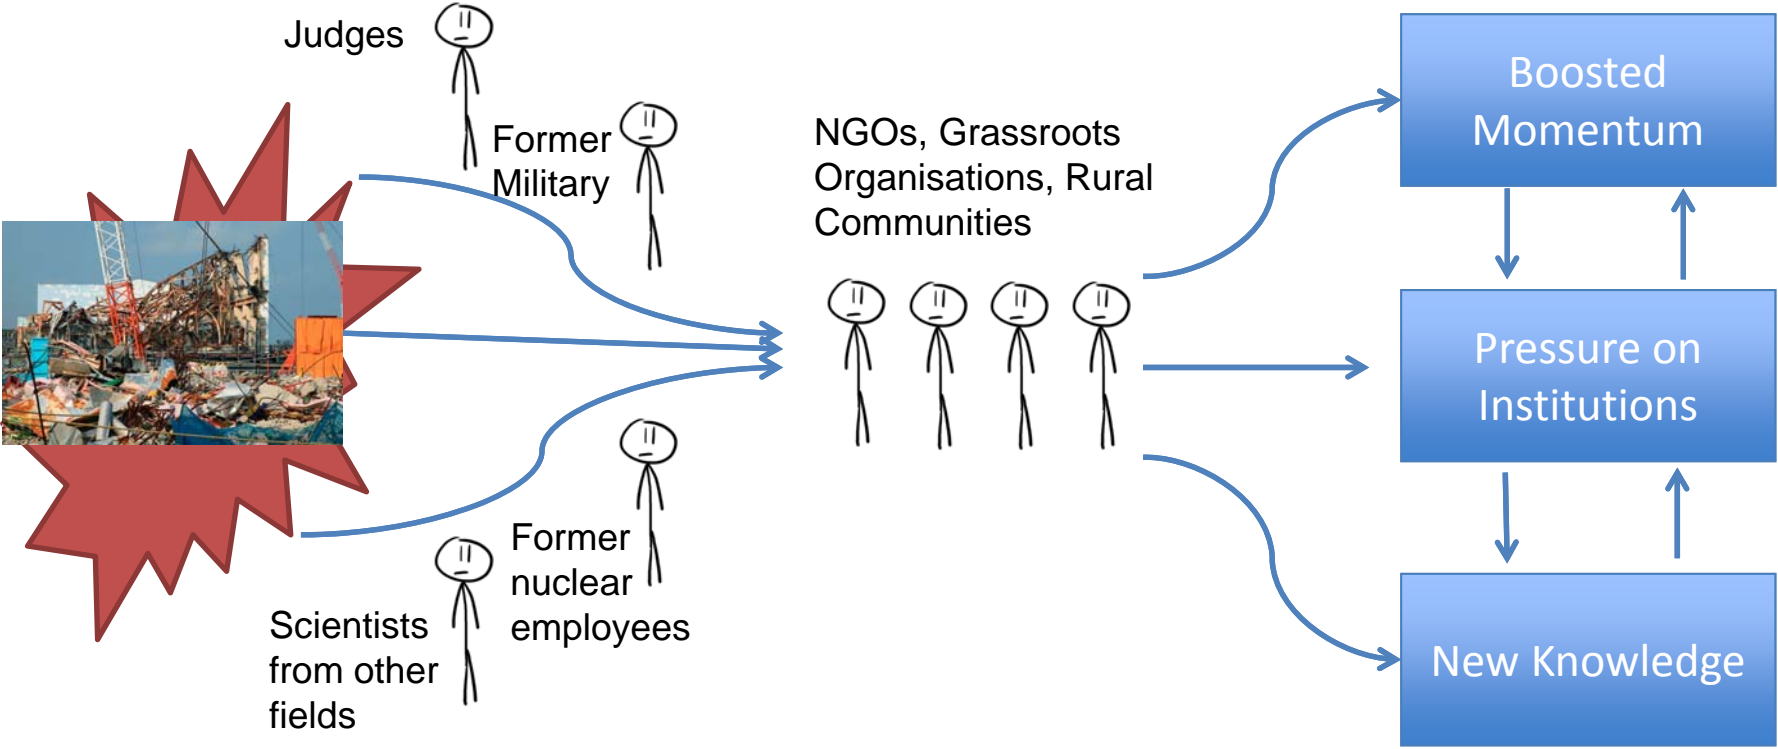 Judges
Former
Military
NGOs, Grassroots
Organisations, Rural
Communities
Boosted
Momentum
Pressure on
Institutions
Former
nuclear
employees
Scientists
from other
fields
New Knowledge